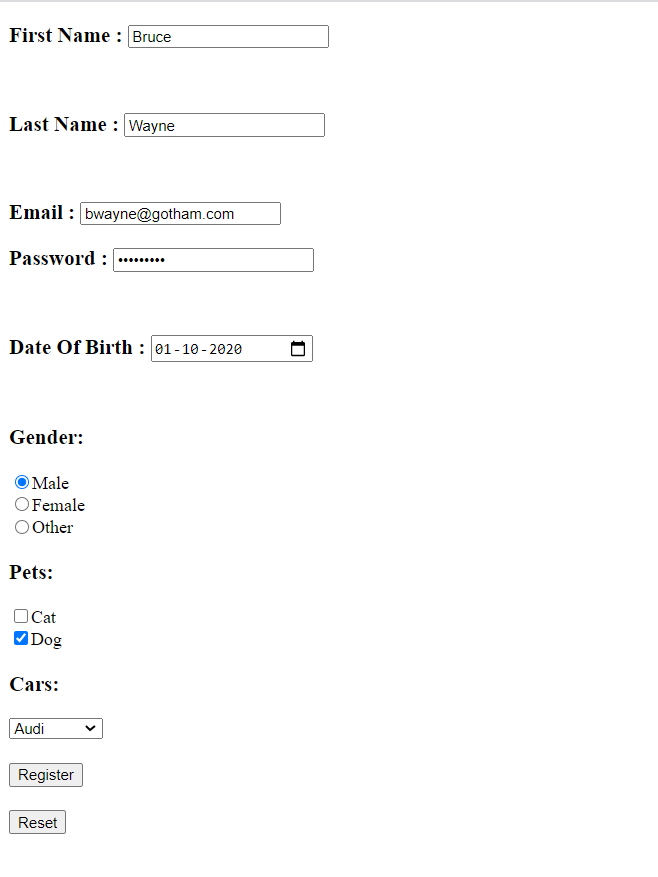 First Name : Bruce
Last Name : Wayne
Email : bwayne@gotham.com
Password : •••••••••
Date Of Birth : 01-10-2020
Gender:
Male
Female
Other
Pets:
Cat
Dog
Cars:
Audi
Register
Reset